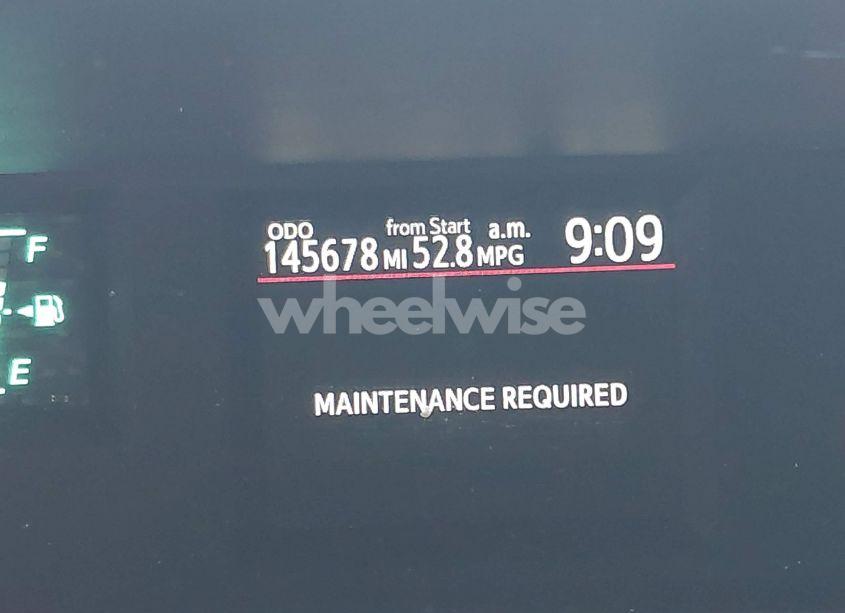 ODO from Start a.m. 9:09
145678 MI 52.8 MPG
F
wheelwise
E
MAINTENANCE REQUIRED